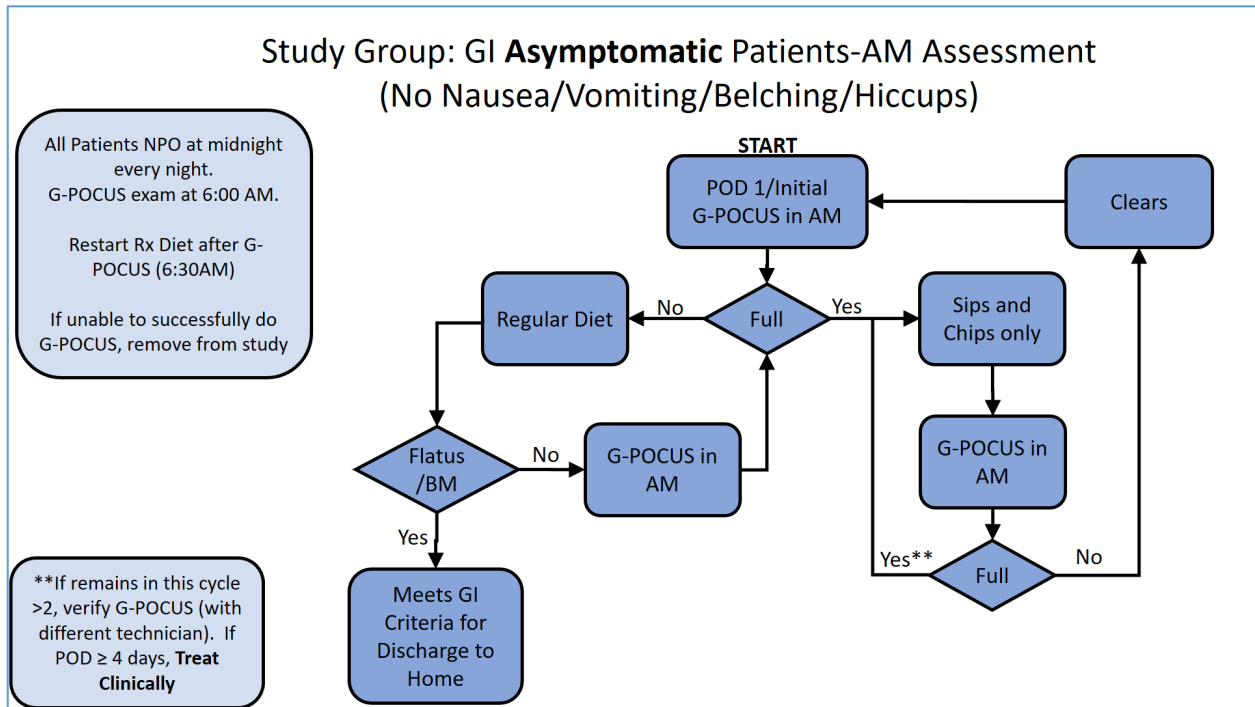 Study Group: GI Asymptomatic Patients-AM Assessment
(No Nausea/Vomiting/Belching/Hiccups)
All Patients NPO at midnight
every night.
G-POCUS exam at 6:00 AM.
Restart Rx Diet after G-
POCUS (6:30AM)
If unable to successfully do
G-POCUS, remove from study
START
POD 1/Initial
G-POCUS in AM
Clears
Regular Diet
No
Full
Yes
Sips and
Chips only
Flatus
/BM
No
G-POCUS in
AM
G-POCUS in
AM
Yes
Yes**
Full
No
Meets GI
Criteria for
Discharge to
Home
**If remains in this cycle
>2, verify G-POCUS (with
different technician). If
POD ≥ 4 days, Treat
Clinically